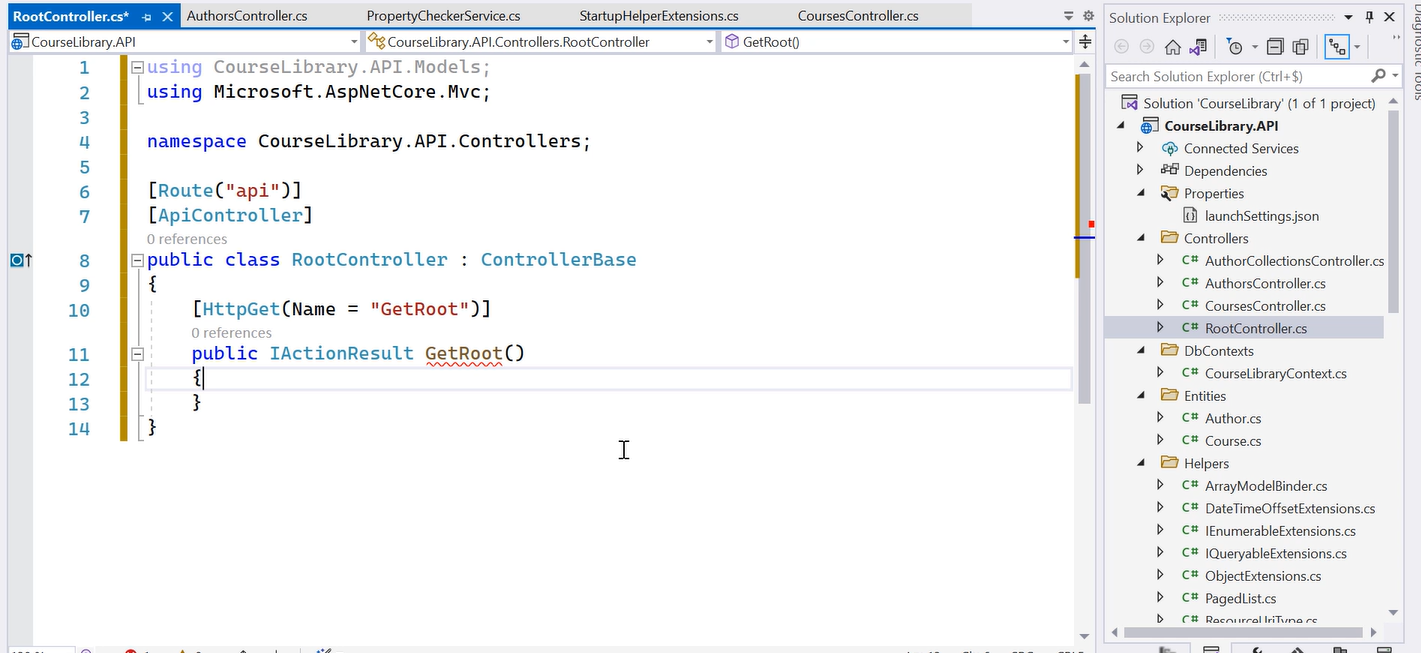 RootController.cs*
AuthorsController.cs
PropertyCheckerService.cs
StartupHelperExtensions.cs
CoursesController.cs
CourseLibrary.API
CourseLibrary.API.Controllers.RootController
GetRoot()
1 using CourseLibrary.API.Models;
2 using Microsoft.AspNetCore.Mvc;
3
4 namespace CourseLibrary.API.Controllers;
5
6 [Route("api")]
7 [ApiController]
0 references
8 public class RootController : ControllerBase
9 {
10 [HttpGet(Name = "GetRoot")]
0 references
11 public IActionResult GetRoot()
12 {
13 }
14 }
Solution Explorer
Search Solution Explorer (Ctrl+$)
Solution 'CourseLibrary' (1 of 1 project)
CourseLibrary.API
Connected Services
Dependencies
Properties
launchSettings.json
Controllers
C# AuthorCollectionsController.cs
C# AuthorsController.cs
C# CoursesController.cs
C# RootController.cs
DbContexts
C# CourseLibraryContext.cs
Entities
C# Author.cs
C# Course.cs
Helpers
C# ArrayModelBinder.cs
C# DateTimeOffsetExtensions.cs
C# IEnumerableExtensions.cs
C# IQueryableExtensions.cs
C# ObjectExtensions.cs
C# PagedList.cs
C# ResourceUriType.cs
Diagnostic Tools